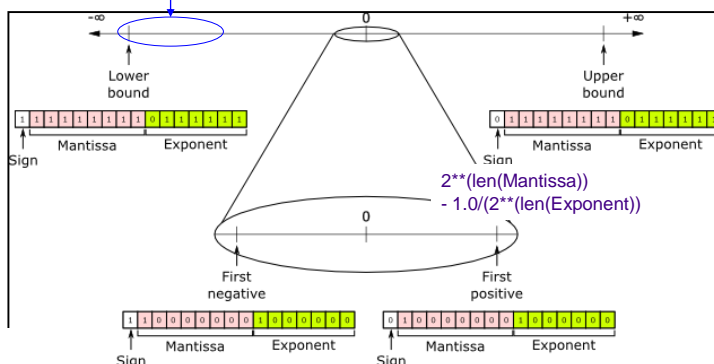 -∞ 0 +∞
Lower
bound
Upper
bound
1 1 1 1 1 1 1 1 1 0 1 1 1 1 1 1
0 1 1 1 1 1 1 1 1 0 1 1 1 1 1 1
Sign Mantissa Exponent
Sign Mantissa Exponent
2**(len(Mantissa))
- 1.0/(2**(len(Exponent))
0
First
negative
First
positive
1 1 0 0 0 0 0 0 0 1 0 0 0 0 0 0
0 1 0 0 0 0 0 0 0 1 0 0 0 0 0 0
Sign Mantissa Exponent
Sign Mantissa Exponent